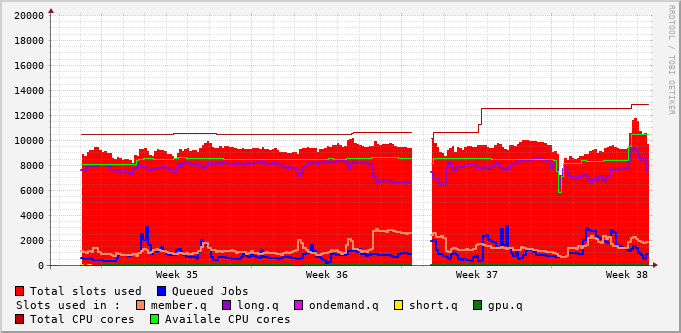 20000
18000
16000
14000
12000
10000
8000
6000
4000
2000
0
Week 35 Week 36 Week 37 Week 38
RRDTOOL / TOBI OETIKER
Total slots used Queued Jobs
Slots used in : member.q long.q ondemand.q short.q gpu.q
Total CPU cores Availale CPU cores